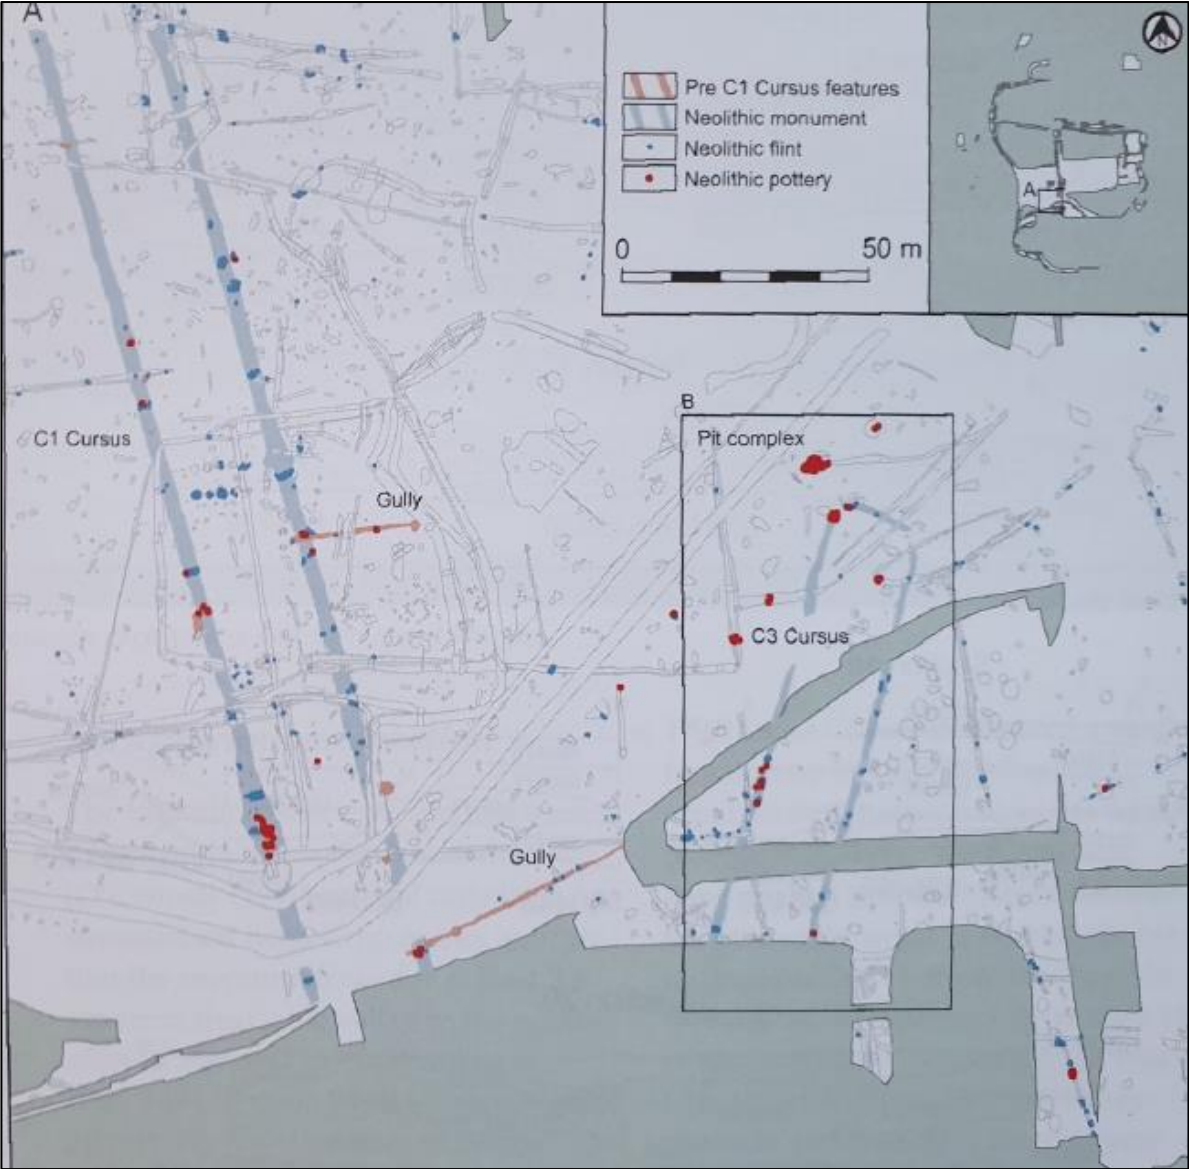 A
Pre C1 Cursus features
Neolithic monument
Neolithic flint
Neolithic pottery
0 50 m
N
A
B
Pit complex
C1 Cursus
Gully
C3 Cursus
Gully